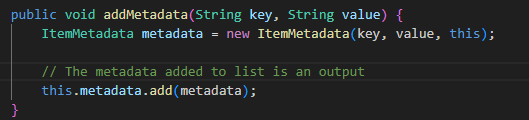 public void addMetadata(String key, String value) {
    ItemMetadata metadata = new ItemMetadata(key, value, this);
    // The metadata added to list is an output
    this.metadata.add(metadata);
}